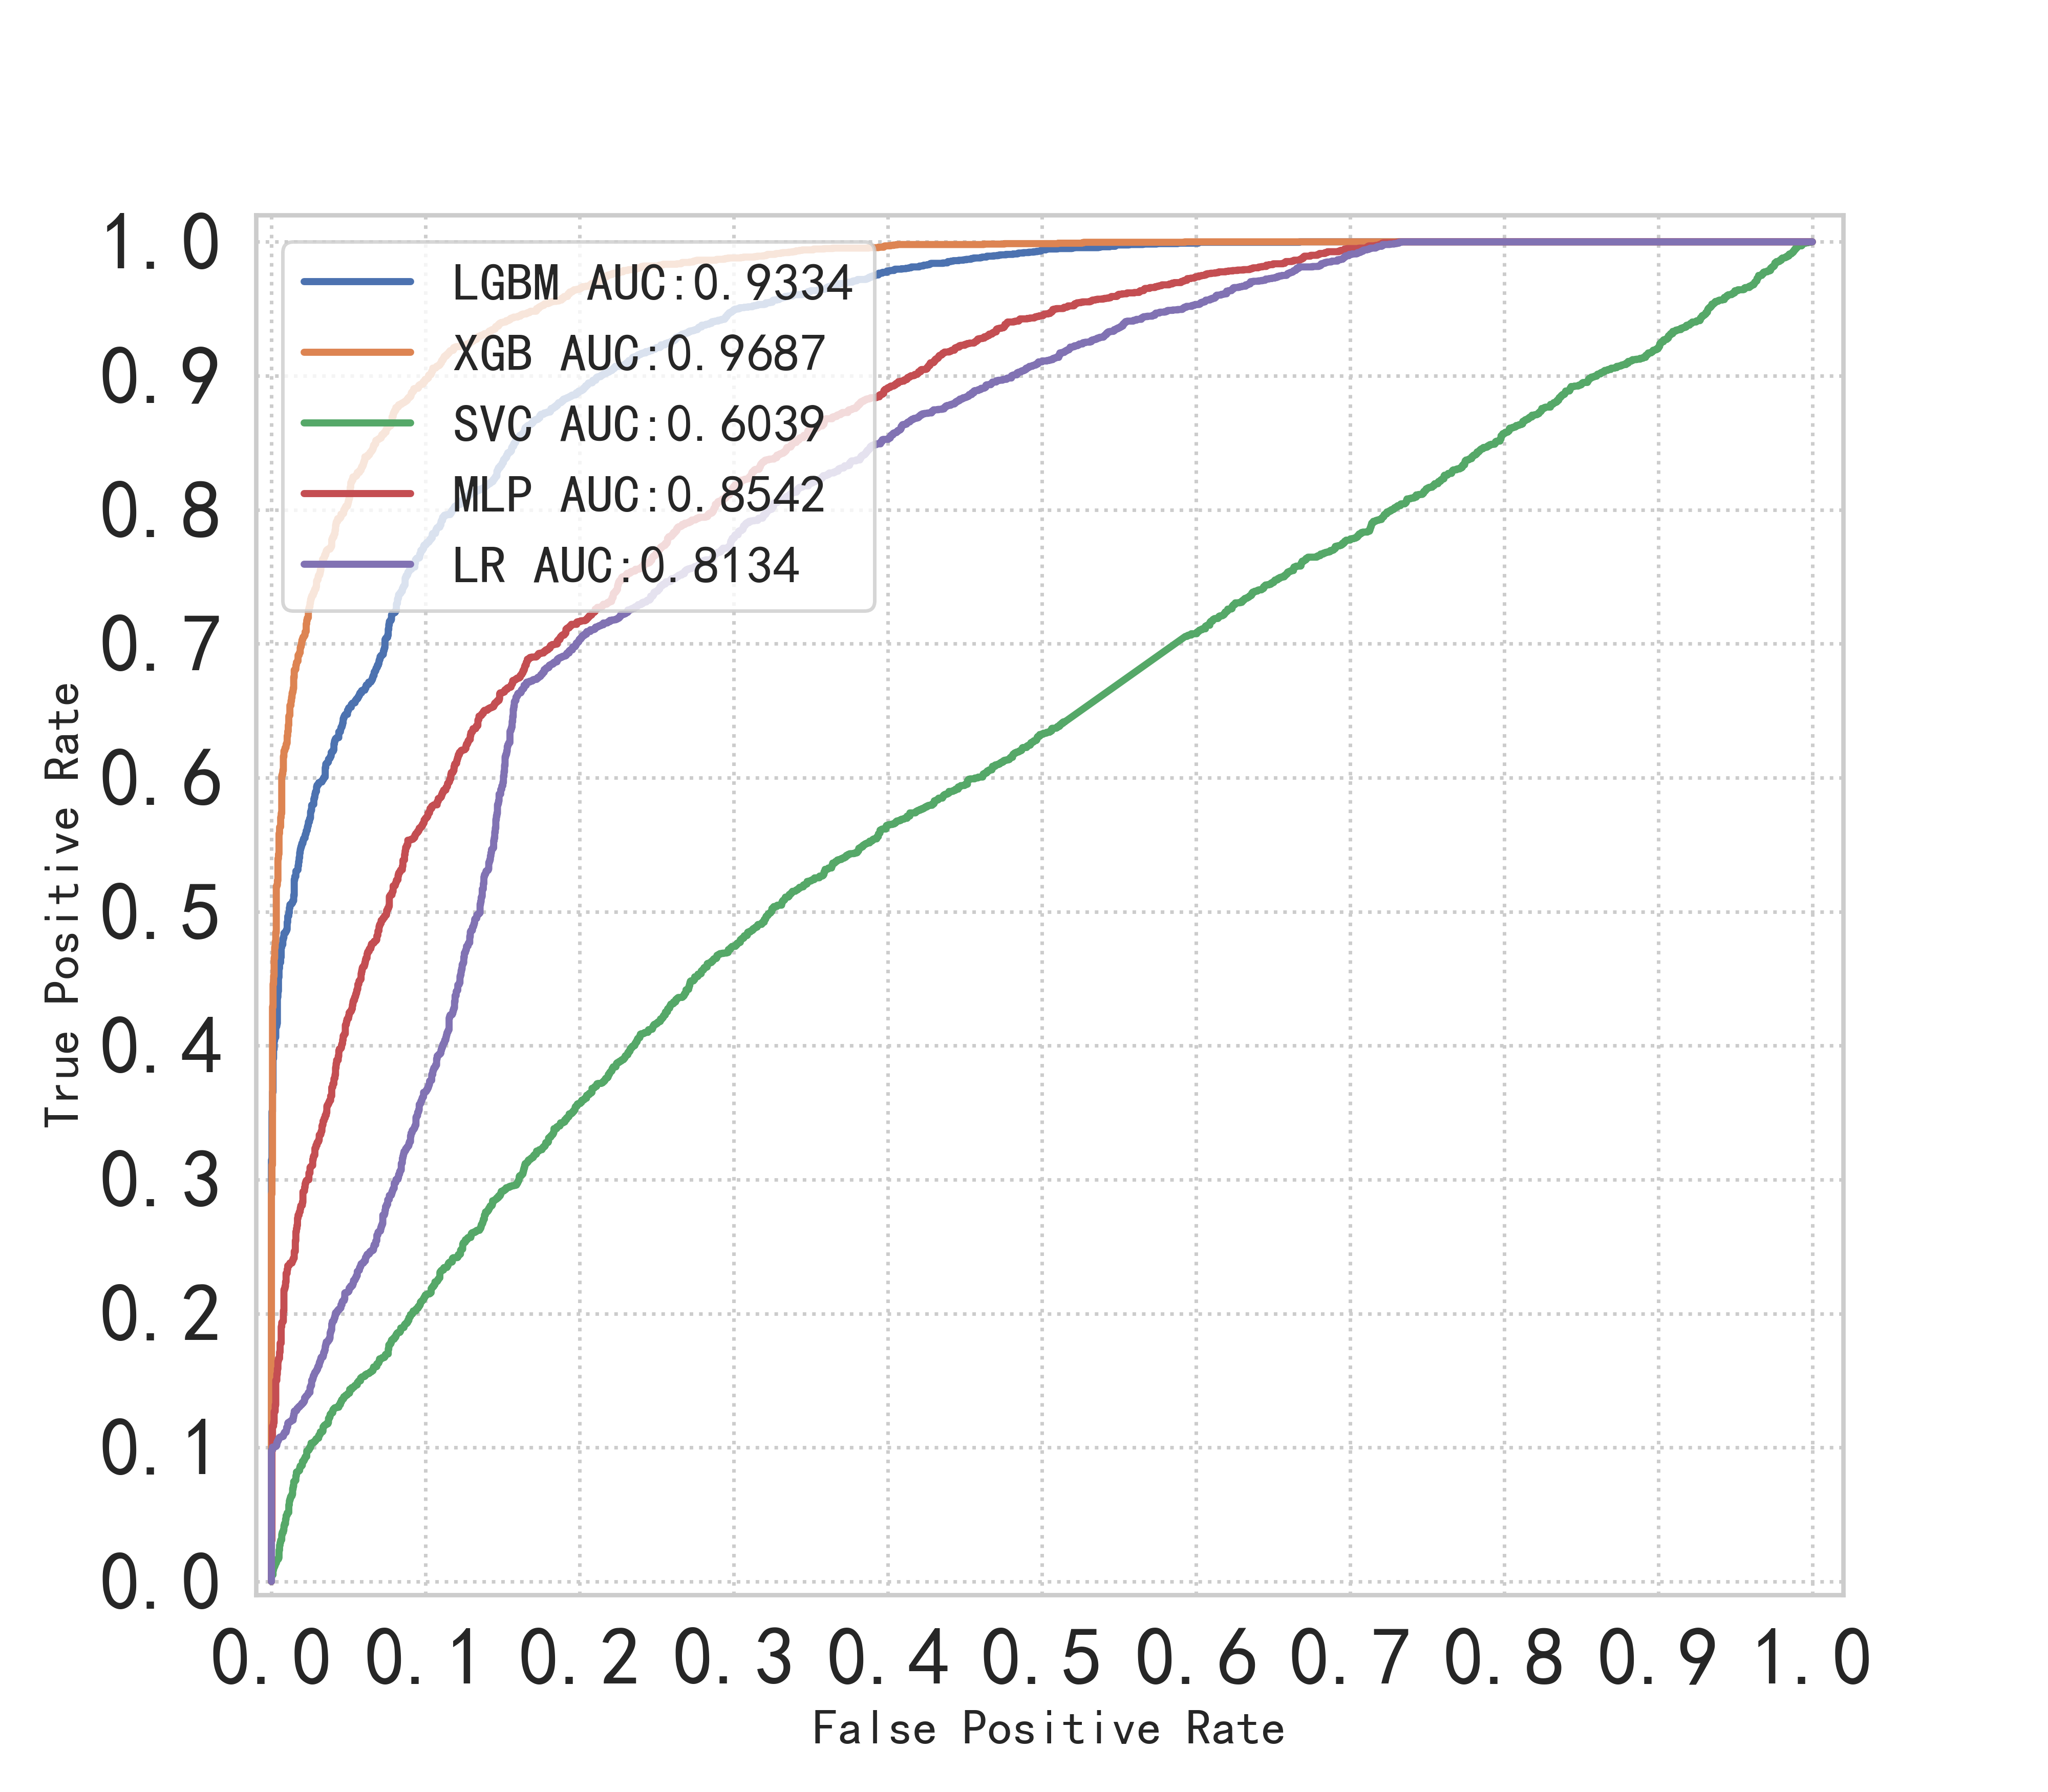 1.0
LGBM AUC:0.9334
XGB AUC:0.9687
0.9
SVC AUC:0.6039
0.8
MLP AUC:0.8542
LR AUC:0.8134
0.7
0.6
0.5
0.4
0.3
0.2
0.1
0.0
True Positive Rate
0.0 0.1 0.2 0.3 0.4 0.5 0.6 0.7 0.8 0.9 1.0
False Positive Rate